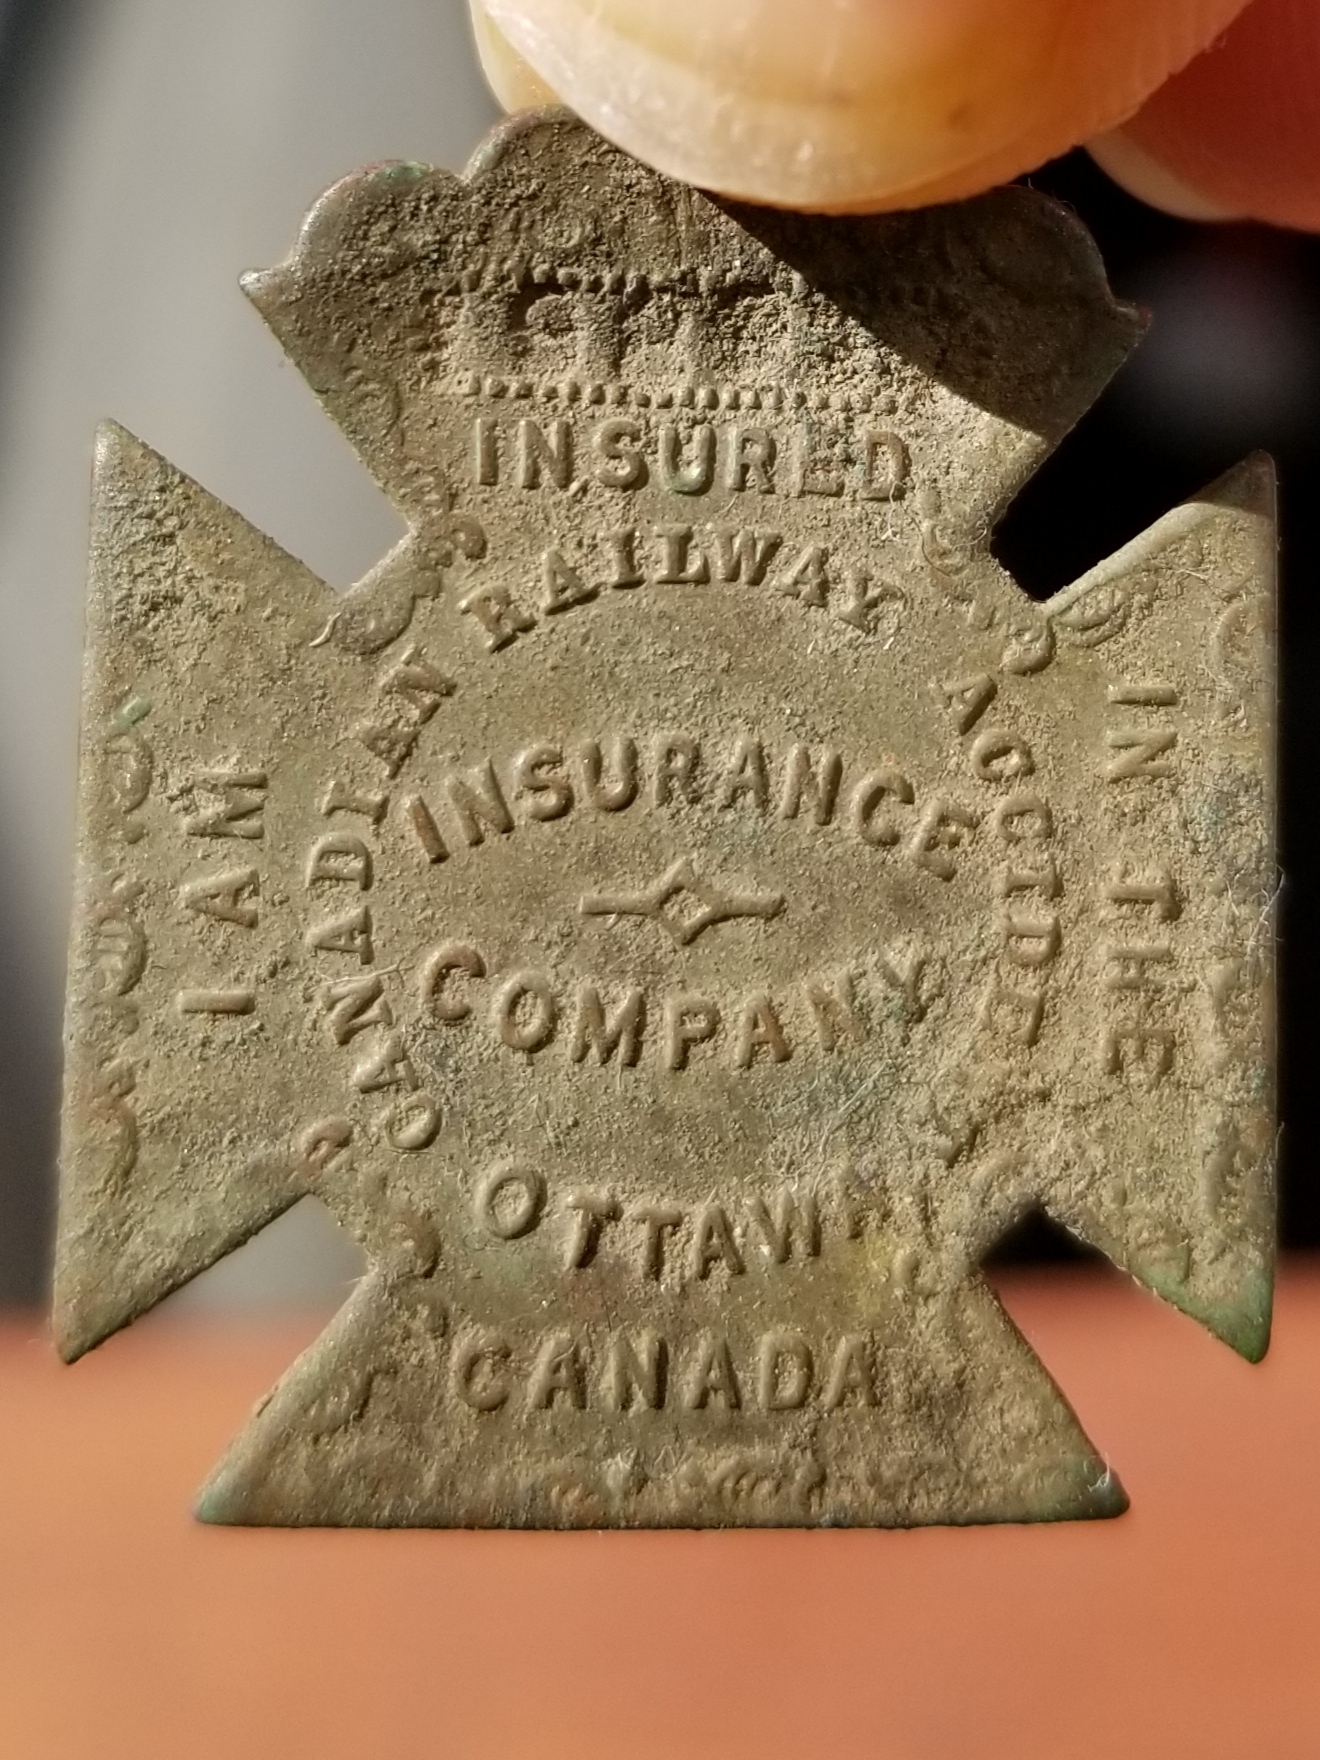 I AM
INSURED
IN THE
CANADIAN RAILWAY ACCIDENT
INSURANCE
COMPANY
OTTAWA
CANADA